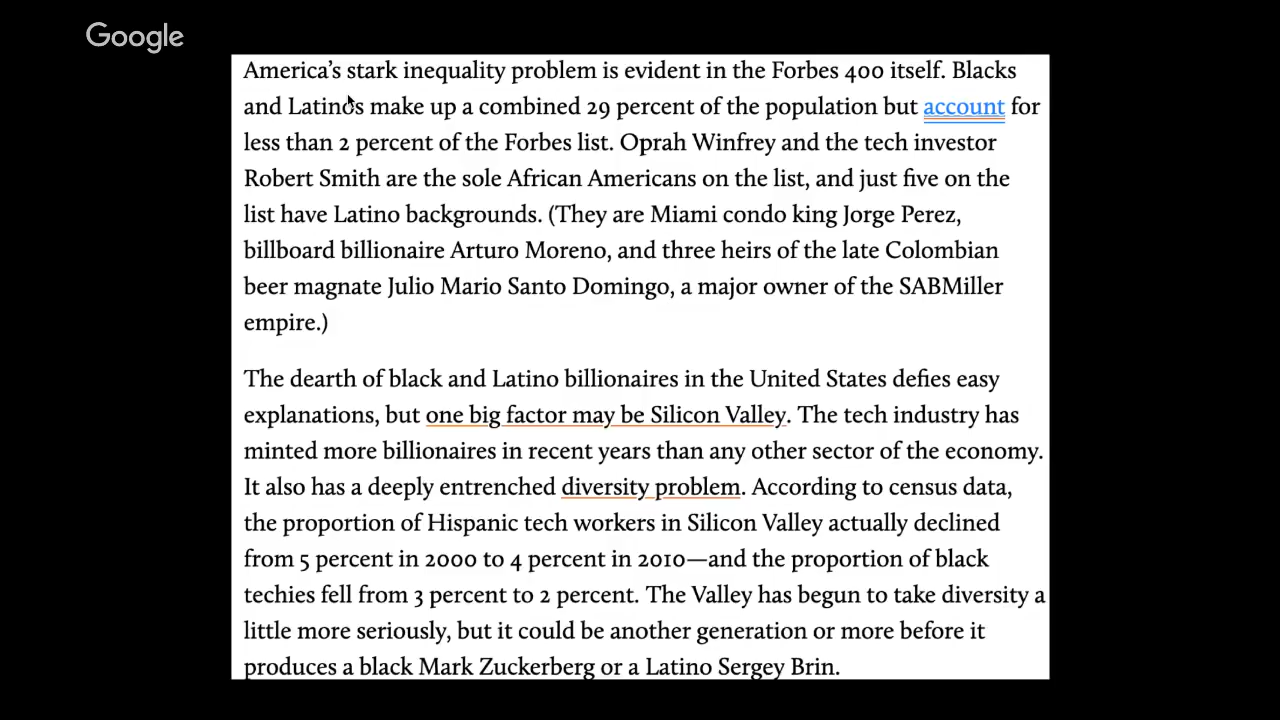 Google
America's stark inequality problem is evident in the Forbes 400 itself. Blacks
and Latinos make up a combined 29 percent of the population but account for
less than 2 percent of the Forbes list. Oprah Winfrey and the tech investor
Robert Smith are the sole African Americans on the list, and just five on the
list have Latino backgrounds. (They are Miami condo king Jorge Perez,
billboard billionaire Arturo Moreno, and three heirs of the late Colombian
beer magnate Julio Mario Santo Domingo, a major owner of the SABMiller
empire.)
The dearth of black and Latino billionaires in the United States defies easy
explanations, but one big factor may be Silicon Valley. The tech industry has
minted more billionaires in recent years than any other sector of the economy.
It also has a deeply entrenched diversity problem. According to census data,
the proportion of Hispanic tech workers in Silicon Valley actually declined
from 5 percent in 2000 to 4 percent in 2010—and the proportion of black
techies fell from 3 percent to 2 percent. The Valley has begun to take diversity a
little more seriously, but it could be another generation or more before it
produces a black Mark Zuckerberg or a Latino Sergey Brin.